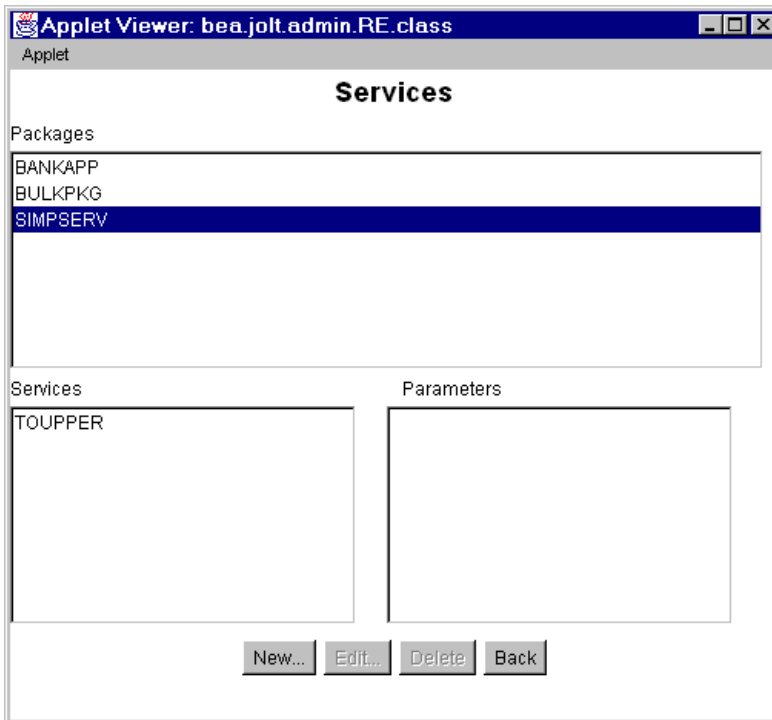 Applet Viewer: bea.jolt.admin.RE.class
Applet
Services
Packages
BANKAPP
BULKPKG
SIMPSERV
Services Parameters
TOUPPER
New... Edit... Delete Back